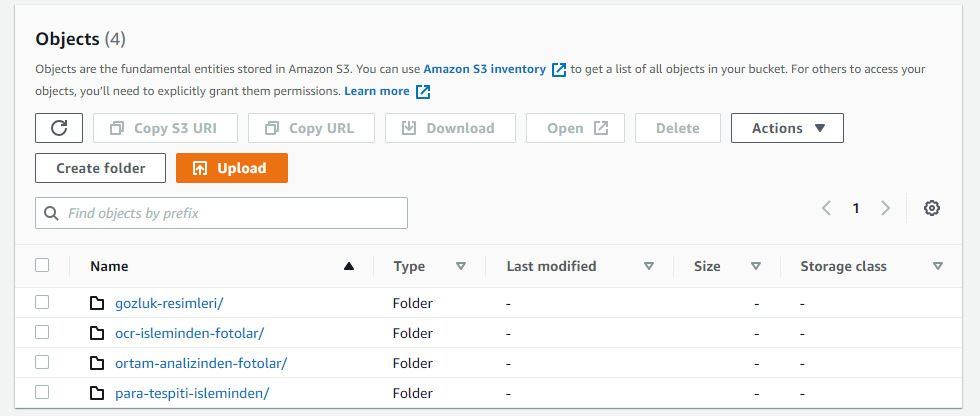 Objects (4)
Objects are the fundamental entities stored in Amazon S3. You can use Amazon S3 inventory to get a list of all objects in your bucket. For others to access your
objects, you'll need to explicitly grant them permissions. Learn more
Copy S3 URI Copy URL Download Open Delete Actions
Create folder Upload
Find objects by prefix 1
Name Type Last modified Size Storage class
gozluk-resimleri/ Folder - - -
ocr-isleminden-fotolar/ Folder - - -
ortam-analizinden-fotolar/ Folder - - -
para-tespiti-isleminden/ Folder - - -